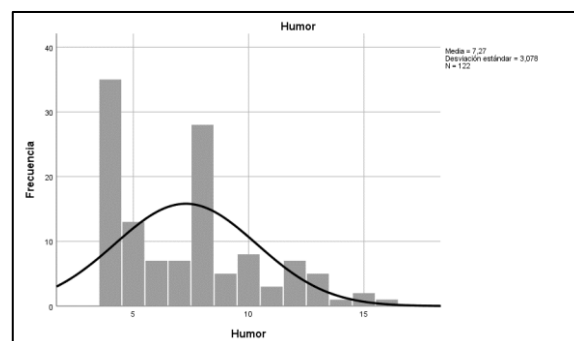 Humor
Media = 7,27
Desviación estándar = 3,078
N = 122
40
30
20
10
0
Frecuencia
5
10
15
Humor